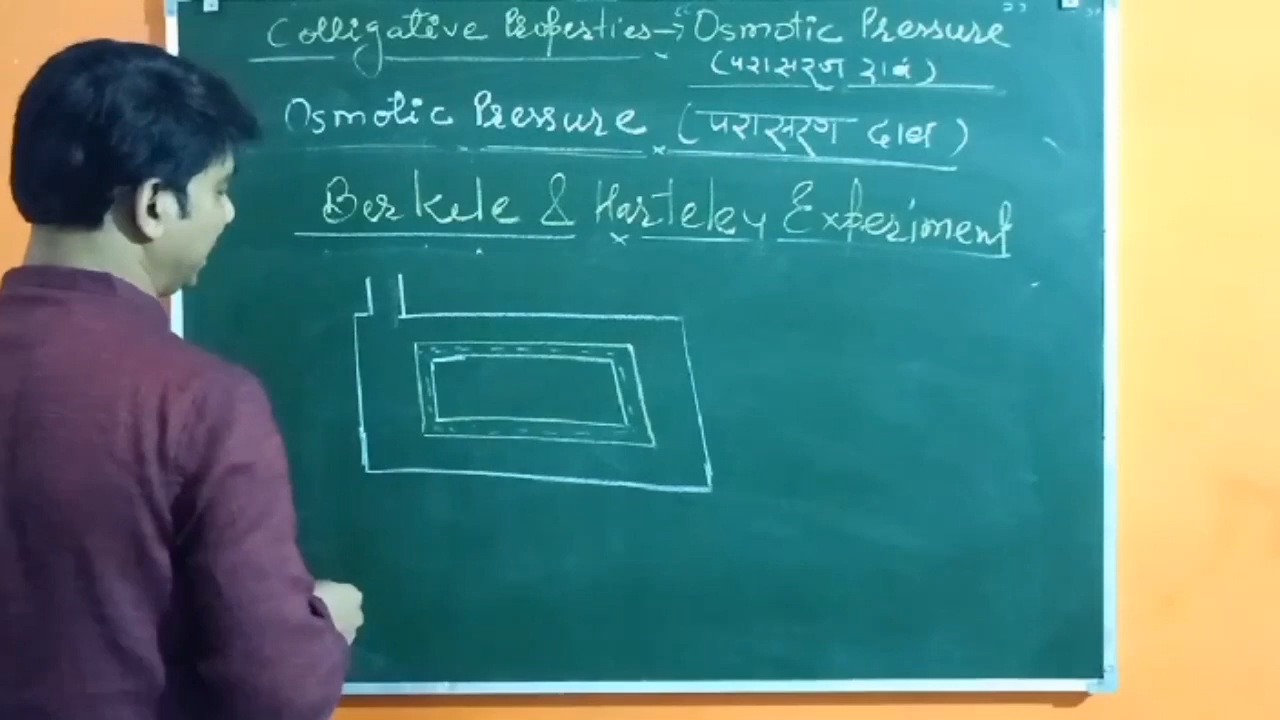 Colligative Properties → "Osmotic Pressure"
(परासरण दाब)
Osmotic Pressure (परासरण दाब)
Berkele & Harteley Experiment